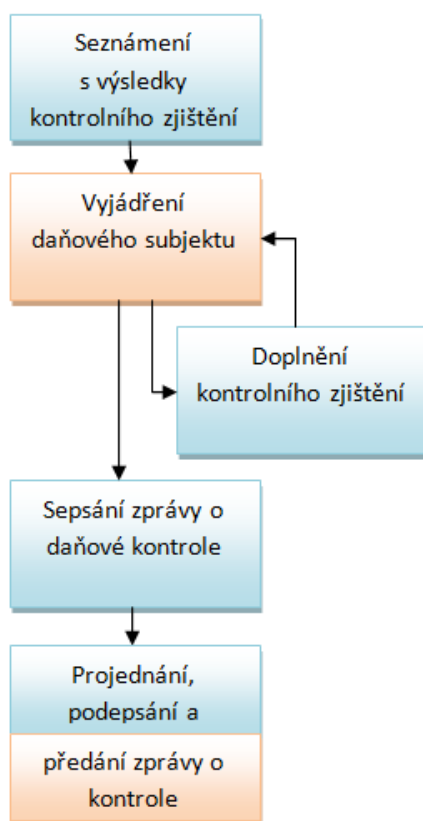 Seznámení
s výsledky
kontrolního zjištění
Vyjádření
daňového subjektu
Doplnění
kontrolního zjištění
Sepsání zprávy o
daňové kontrole
Projednání,
podepsání a
předání zprávy o
kontrole